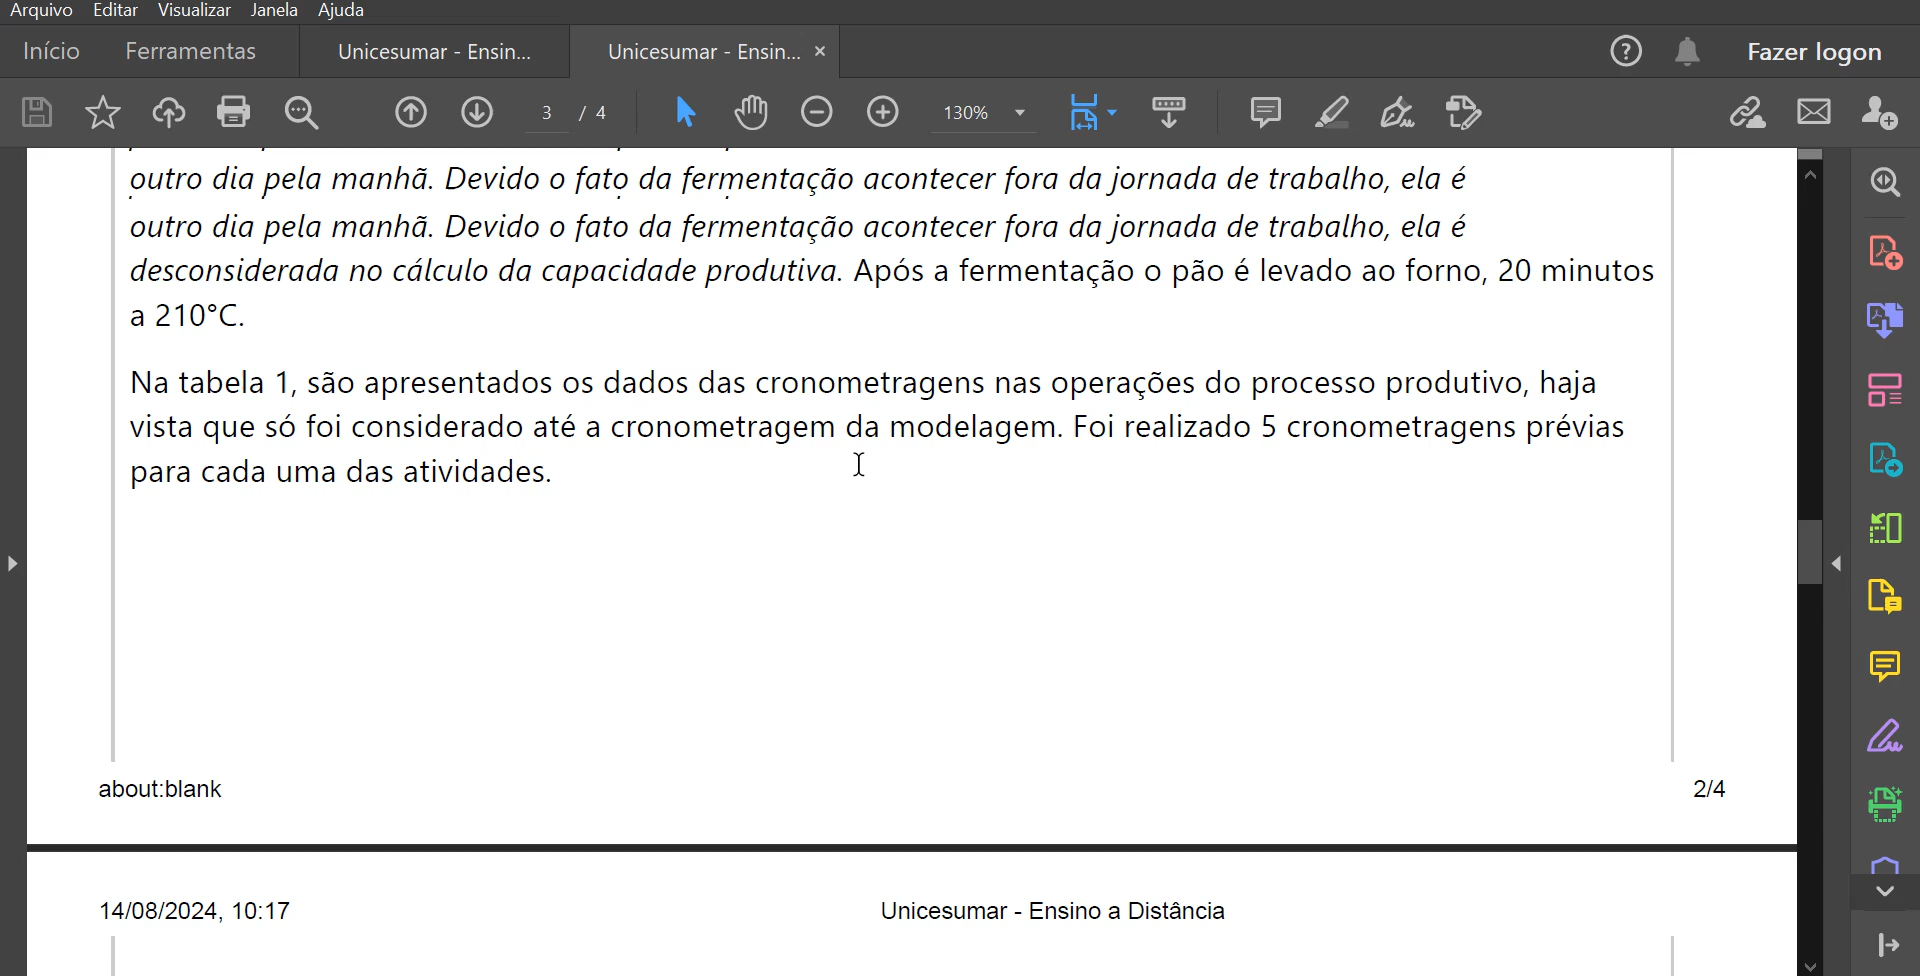 Arquivo Editar Visualizar Janela Ajuda
Início Ferramentas Unicesumar - Ensin... Unicesumar - Ensin... × ? Fazer logon
3 / 4 130%
outro dia pela manhã. Devido o fato da fermentação acontecer fora da jornada de trabalho, ela é
outro dia pela manhã. Devido o fato da fermentação acontecer fora da jornada de trabalho, ela é
desconsiderada no cálculo da capacidade produtiva. Após a fermentação o pão é levado ao forno, 20 minutos
a 210°C.
Na tabela 1, são apresentados os dados das cronometragens nas operações do processo produtivo, haja
vista que só foi considerado até a cronometragem da modelagem. Foi realizado 5 cronometragens prévias
para cada uma das atividades.
about:blank 2/4
14/08/2024, 10:17 Unicesumar - Ensino a Distância